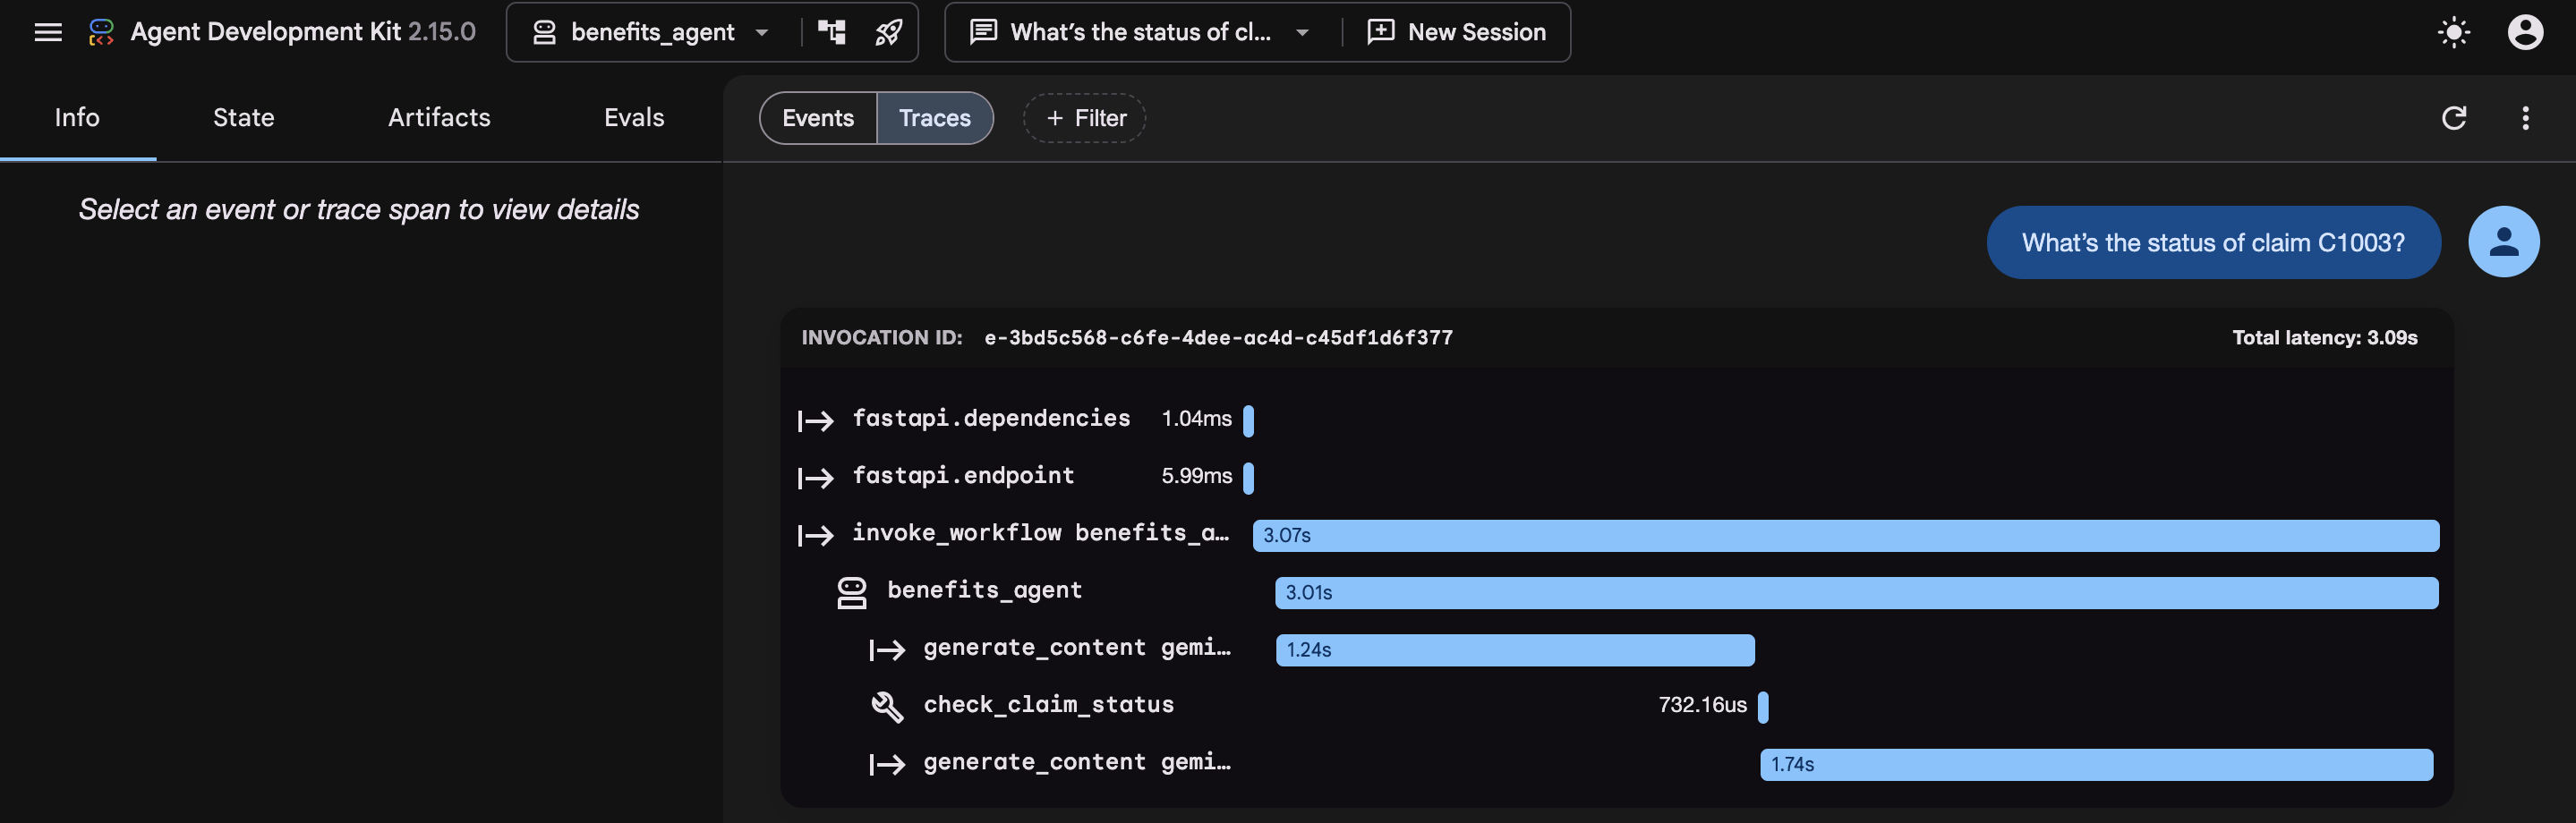 Agent Development Kit 2.15.0
benefits_agent
What's the status of cl...
New Session
Info
State
Artifacts
Evals
Events
Traces
+ Filter
Select an event or trace span to view details
What's the status of claim C1003?
INVOCATION ID: e-3bd5c568-c6fe-4dee-ac4d-c45df1d6f377
Total latency: 3.09s
fastapi.dependencies 1.04ms
fastapi.endpoint 5.99ms
invoke_workflow benefits_a… 3.07s
benefits_agent 3.01s
generate_content gemi… 1.24s
check_claim_status 732.16us
generate_content gemi… 1.74s